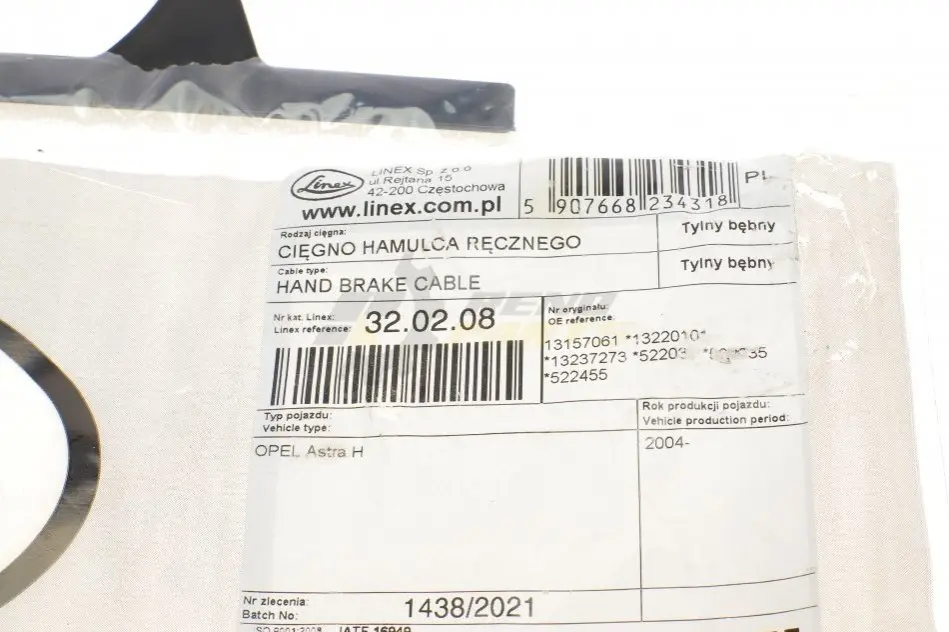 Linex
LINEX Sp. z o.o
ul Rejtana 15
42-200 Częstochowa
www.linex.com.pl
5 907668 234318
PL
Rodzaj cięgna:
CIĘGNO HAMULCA RĘCZNEGO
Tylny bębny
Cable type:
HAND BRAKE CABLE
Tylny bębny
Nr kat. Linex:
Linex reference: 32.02.08
Nr oryginału:
OE reference:
13157061
*13237273
*522455
Typ pojazdu:
Vehicle type:
Rok produkcji pojazdu:
Vehicle production period:
OPEL Astra H
2004-
Nr zlecenia:
Batch No: 1438/2021
IATF 16949